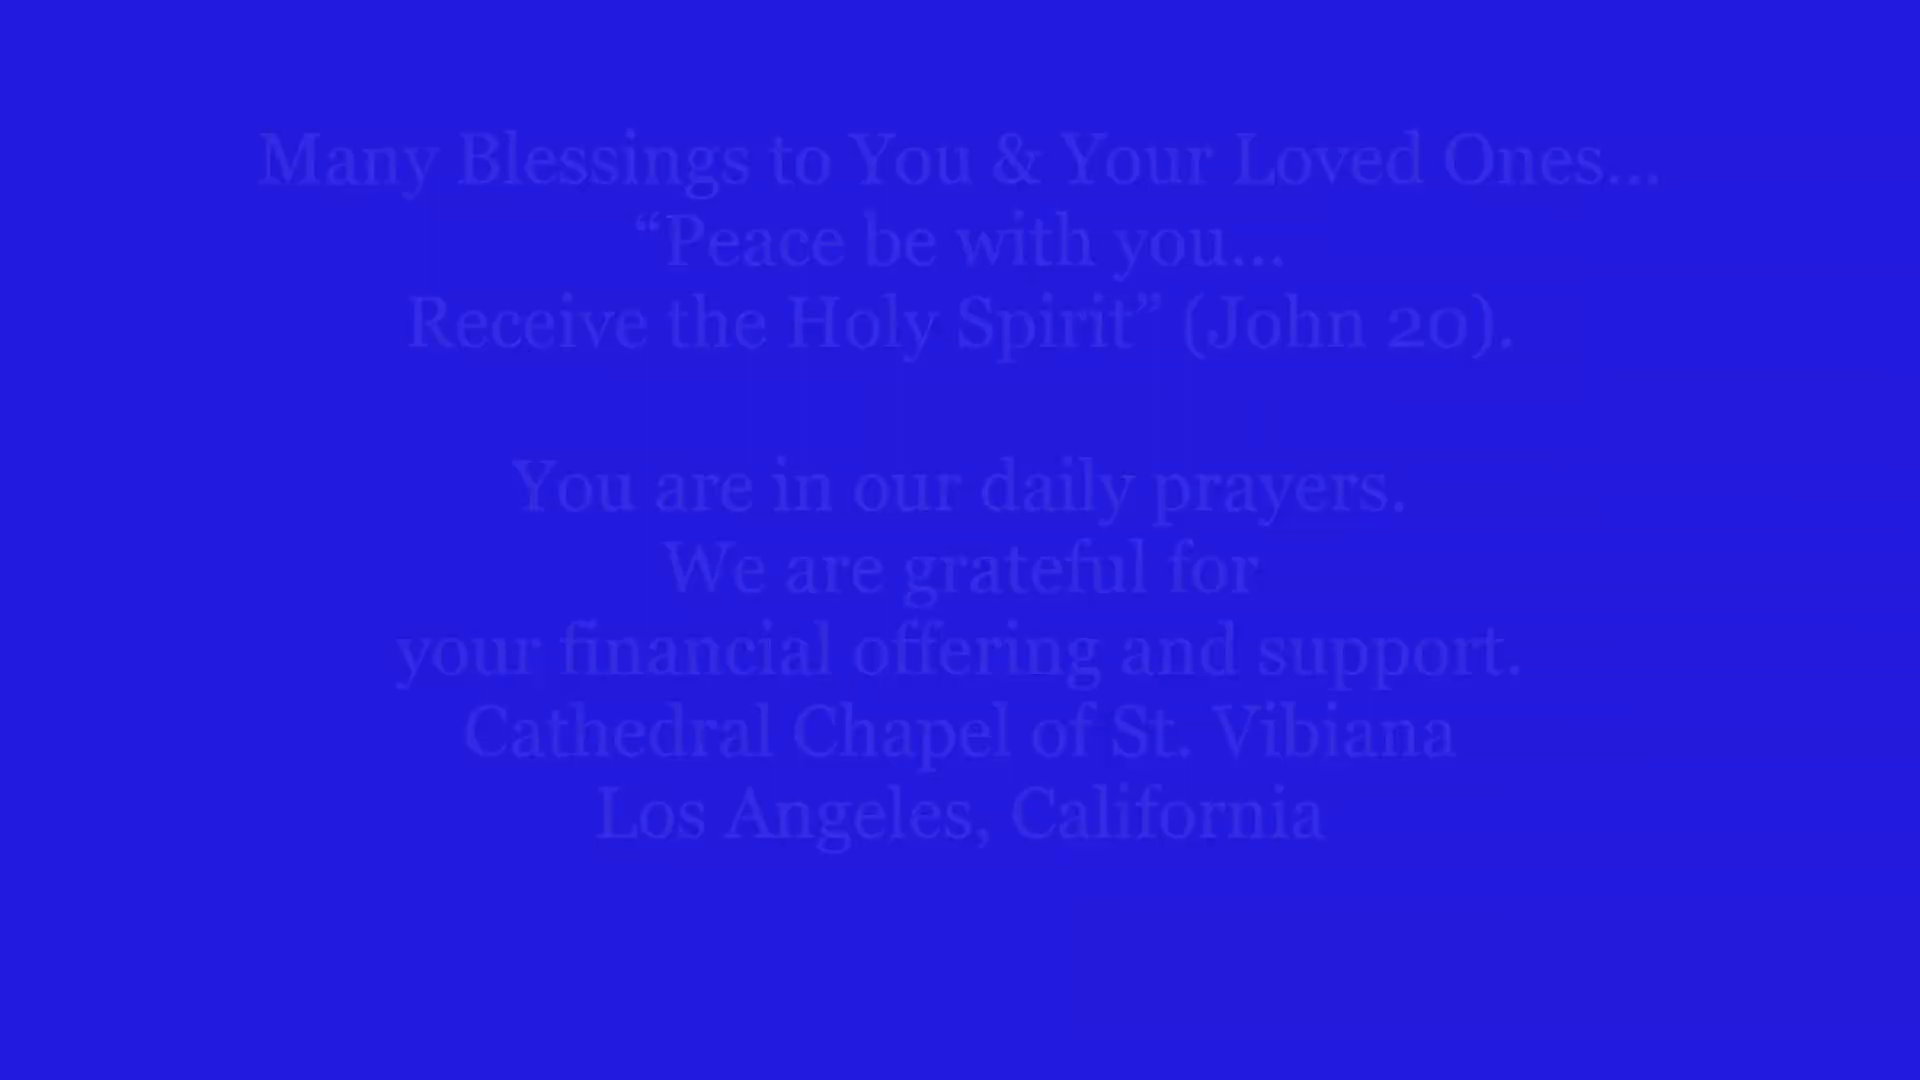 Many Blessings to You & Your Loved Ones...
“Peace be with you...
Receive the Holy Spirit” (John 20).
You are in our daily prayers.
We are grateful for
your financial offering and support.
Cathedral Chapel of St. Vibiana
Los Angeles, California